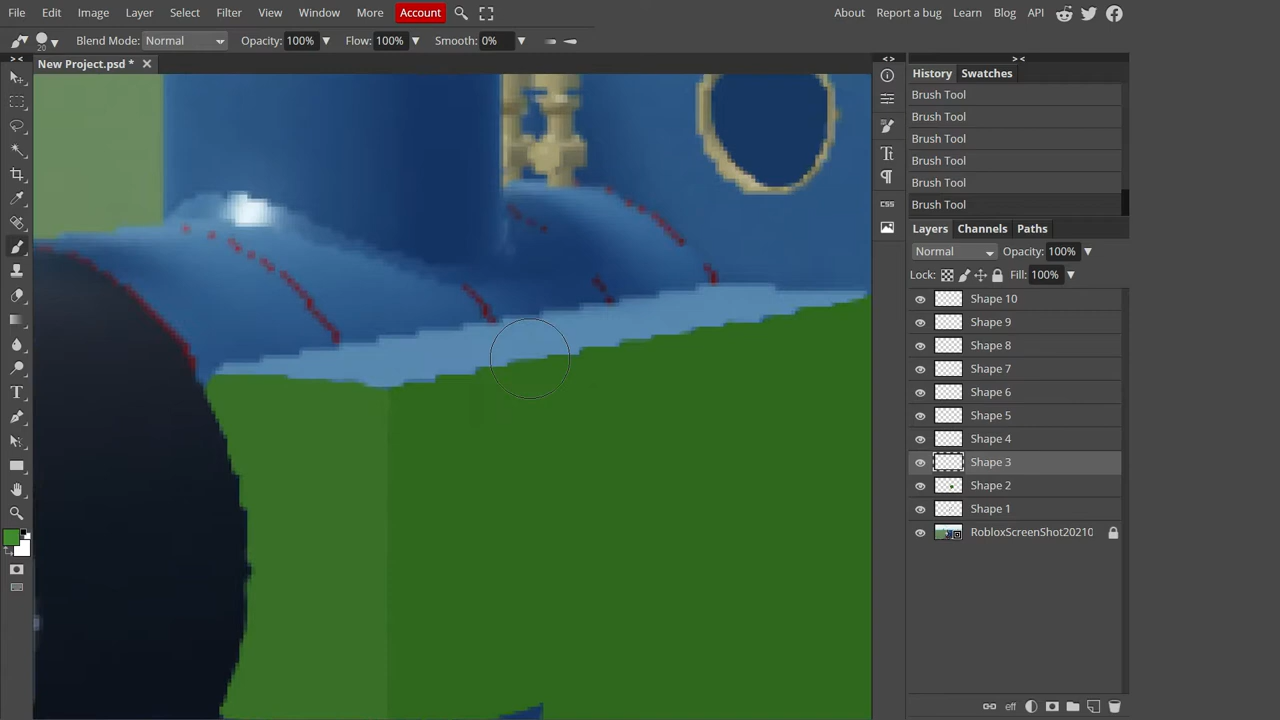 File Edit Image Layer Select Filter View Window More Account About Report a bug Learn Blog API
20 Blend Mode: Normal Opacity: 100% Flow: 100% Smooth: 0%
New Project.psd *
History Swatches
Brush Tool
Brush Tool
Brush Tool
Brush Tool
Brush Tool
Brush Tool
Layers Channels Paths
Normal Opacity: 100%
Lock: Fill: 100%
CSS
Shape 10
Shape 9
Shape 8
Shape 7
Shape 6
Shape 5
Shape 4
Shape 3
Shape 2
Shape 1
RobloxScreenShot2021
eff